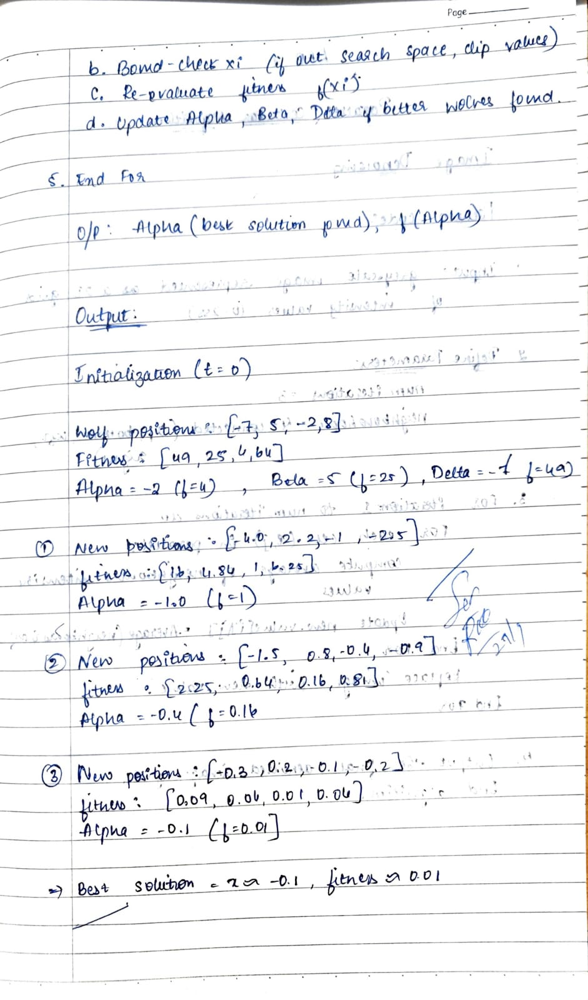 Page
b. Bound-check xi (if out search space, clip values)
c. Re-evaluate fitness f(xi)
d. Update Alpha, Beta, Delta if better wolves found.
5. End For
O/P: Alpha (best solution found), f(Alpha)
Output:
Initialization (t=0)
Wolf positions : [-7, 5, -2, 8]
Fitness : [49, 25, 4, 64]
Alpha = -2 (f=4) , Beta = 5 (f=25), Delta = -7 f=49)
① New positions : [-4.0, 2.2, -1, -2.5]
fitness : [16, 4.84, 1, 6.25]
Alpha = -1.0 (f=1)
② New positions : [-1.5, 0.8, -0.4, -0.9]
fitness : [2.25, 0.64, 0.16, 0.81]
Alpha = -0.4 (f=0.16
③ New positions : [-0.3, 0.2, -0.1, -0.2]
fitness : [0.09, 0.04, 0.01, 0.04]
Alpha = -0.1 (f=0.01]
⇒ Best solution = x ≈ -0.1, fitness ≈ 0.01